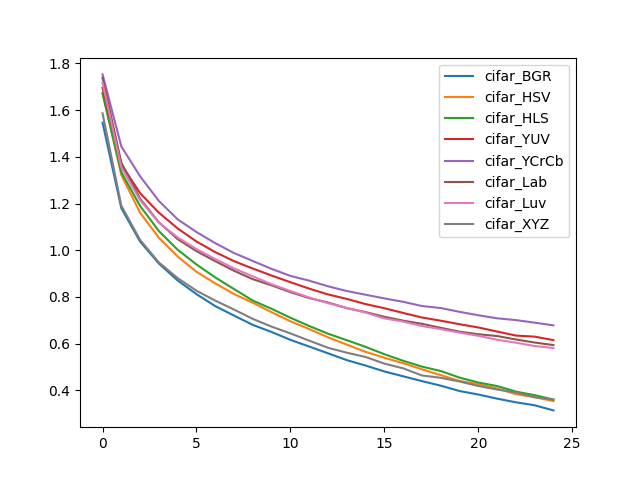 1.8
1.6
1.4
1.2
1.0
0.8
0.6
0.4
0 5 10 15 20 25
cifar_BGR
cifar_HSV
cifar_HLS
cifar_YUV
cifar_YCrCb
cifar_Lab
cifar_Luv
cifar_XYZ